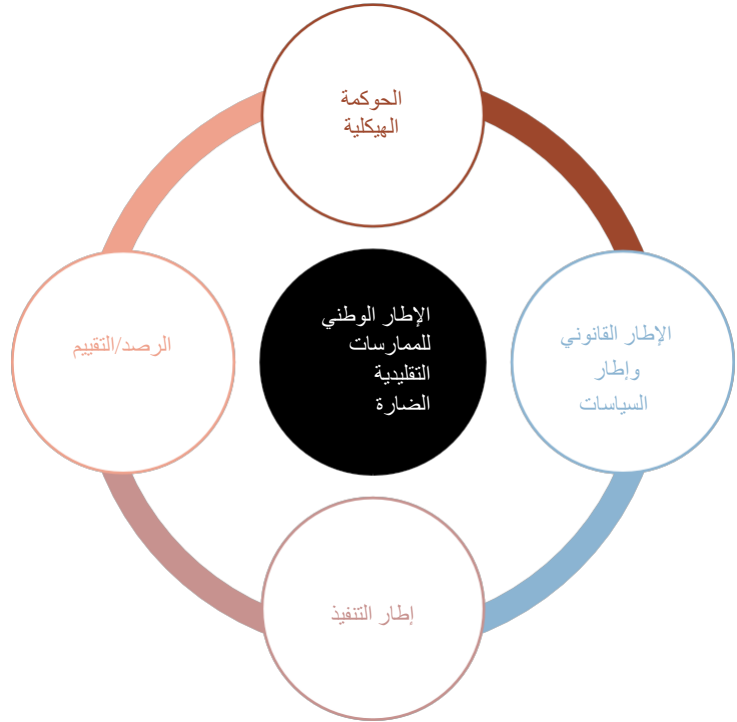 الحوكمة
الهيكلية
الإطار القانوني
وإطار
السياسات
الإطار الوطني
للممارسات
التقليدية
الضارة
الرصد/التقييم
إطار التنفيذ